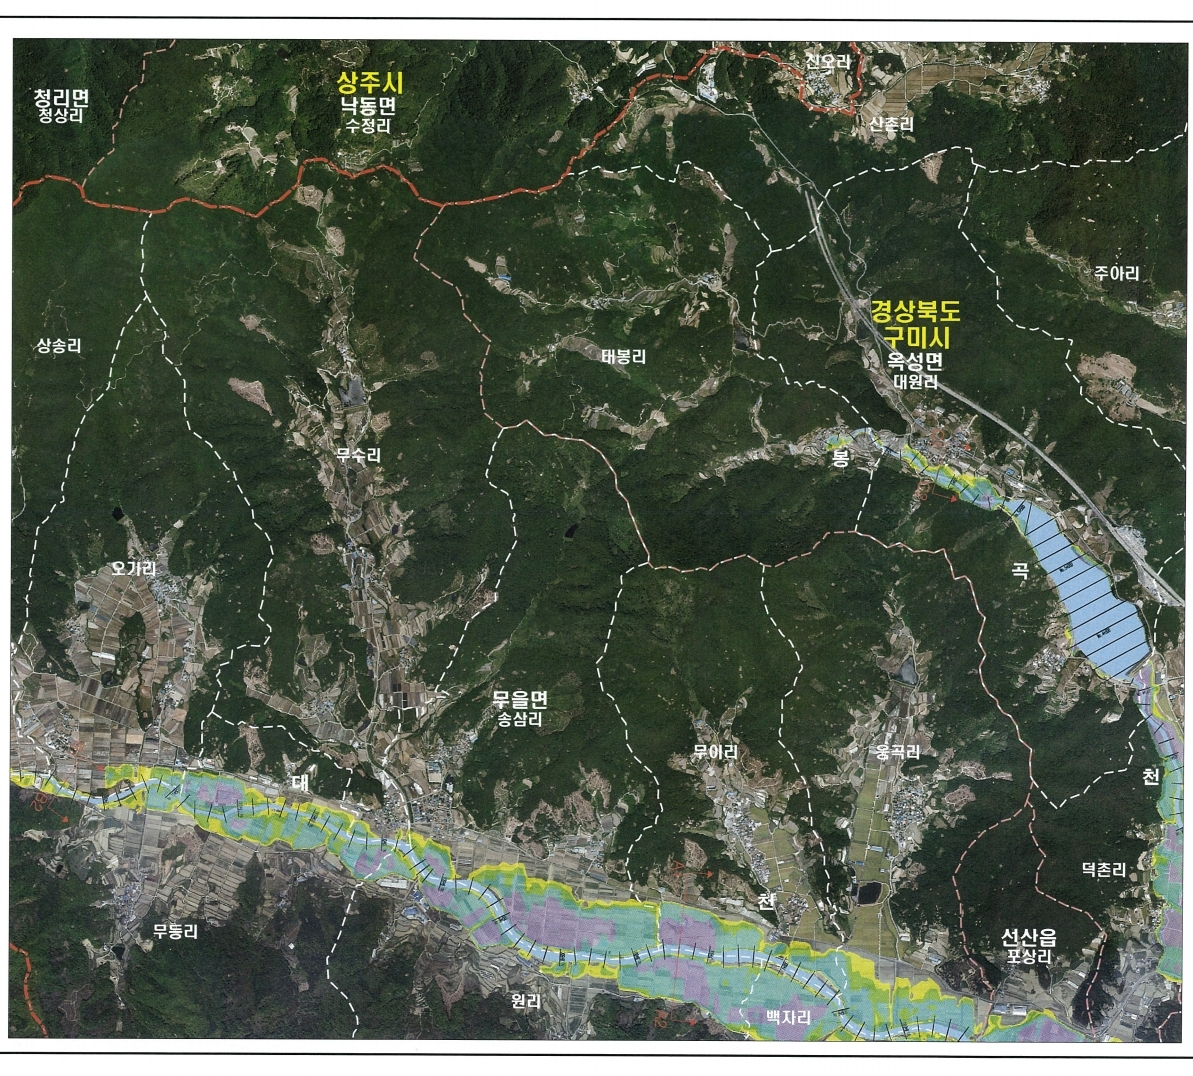 신오라
청리면
청상리
상주시
낙동면
수정리
산촌리
주아리
경상북도
구미시
옥성면
대원리
상송리
태봉리
무수리
봉
곡
오가리
무을면
송삼리
무이리
웅곡리
대
천
덕촌리
천
무등리
선산읍
포상리
원리
백자리